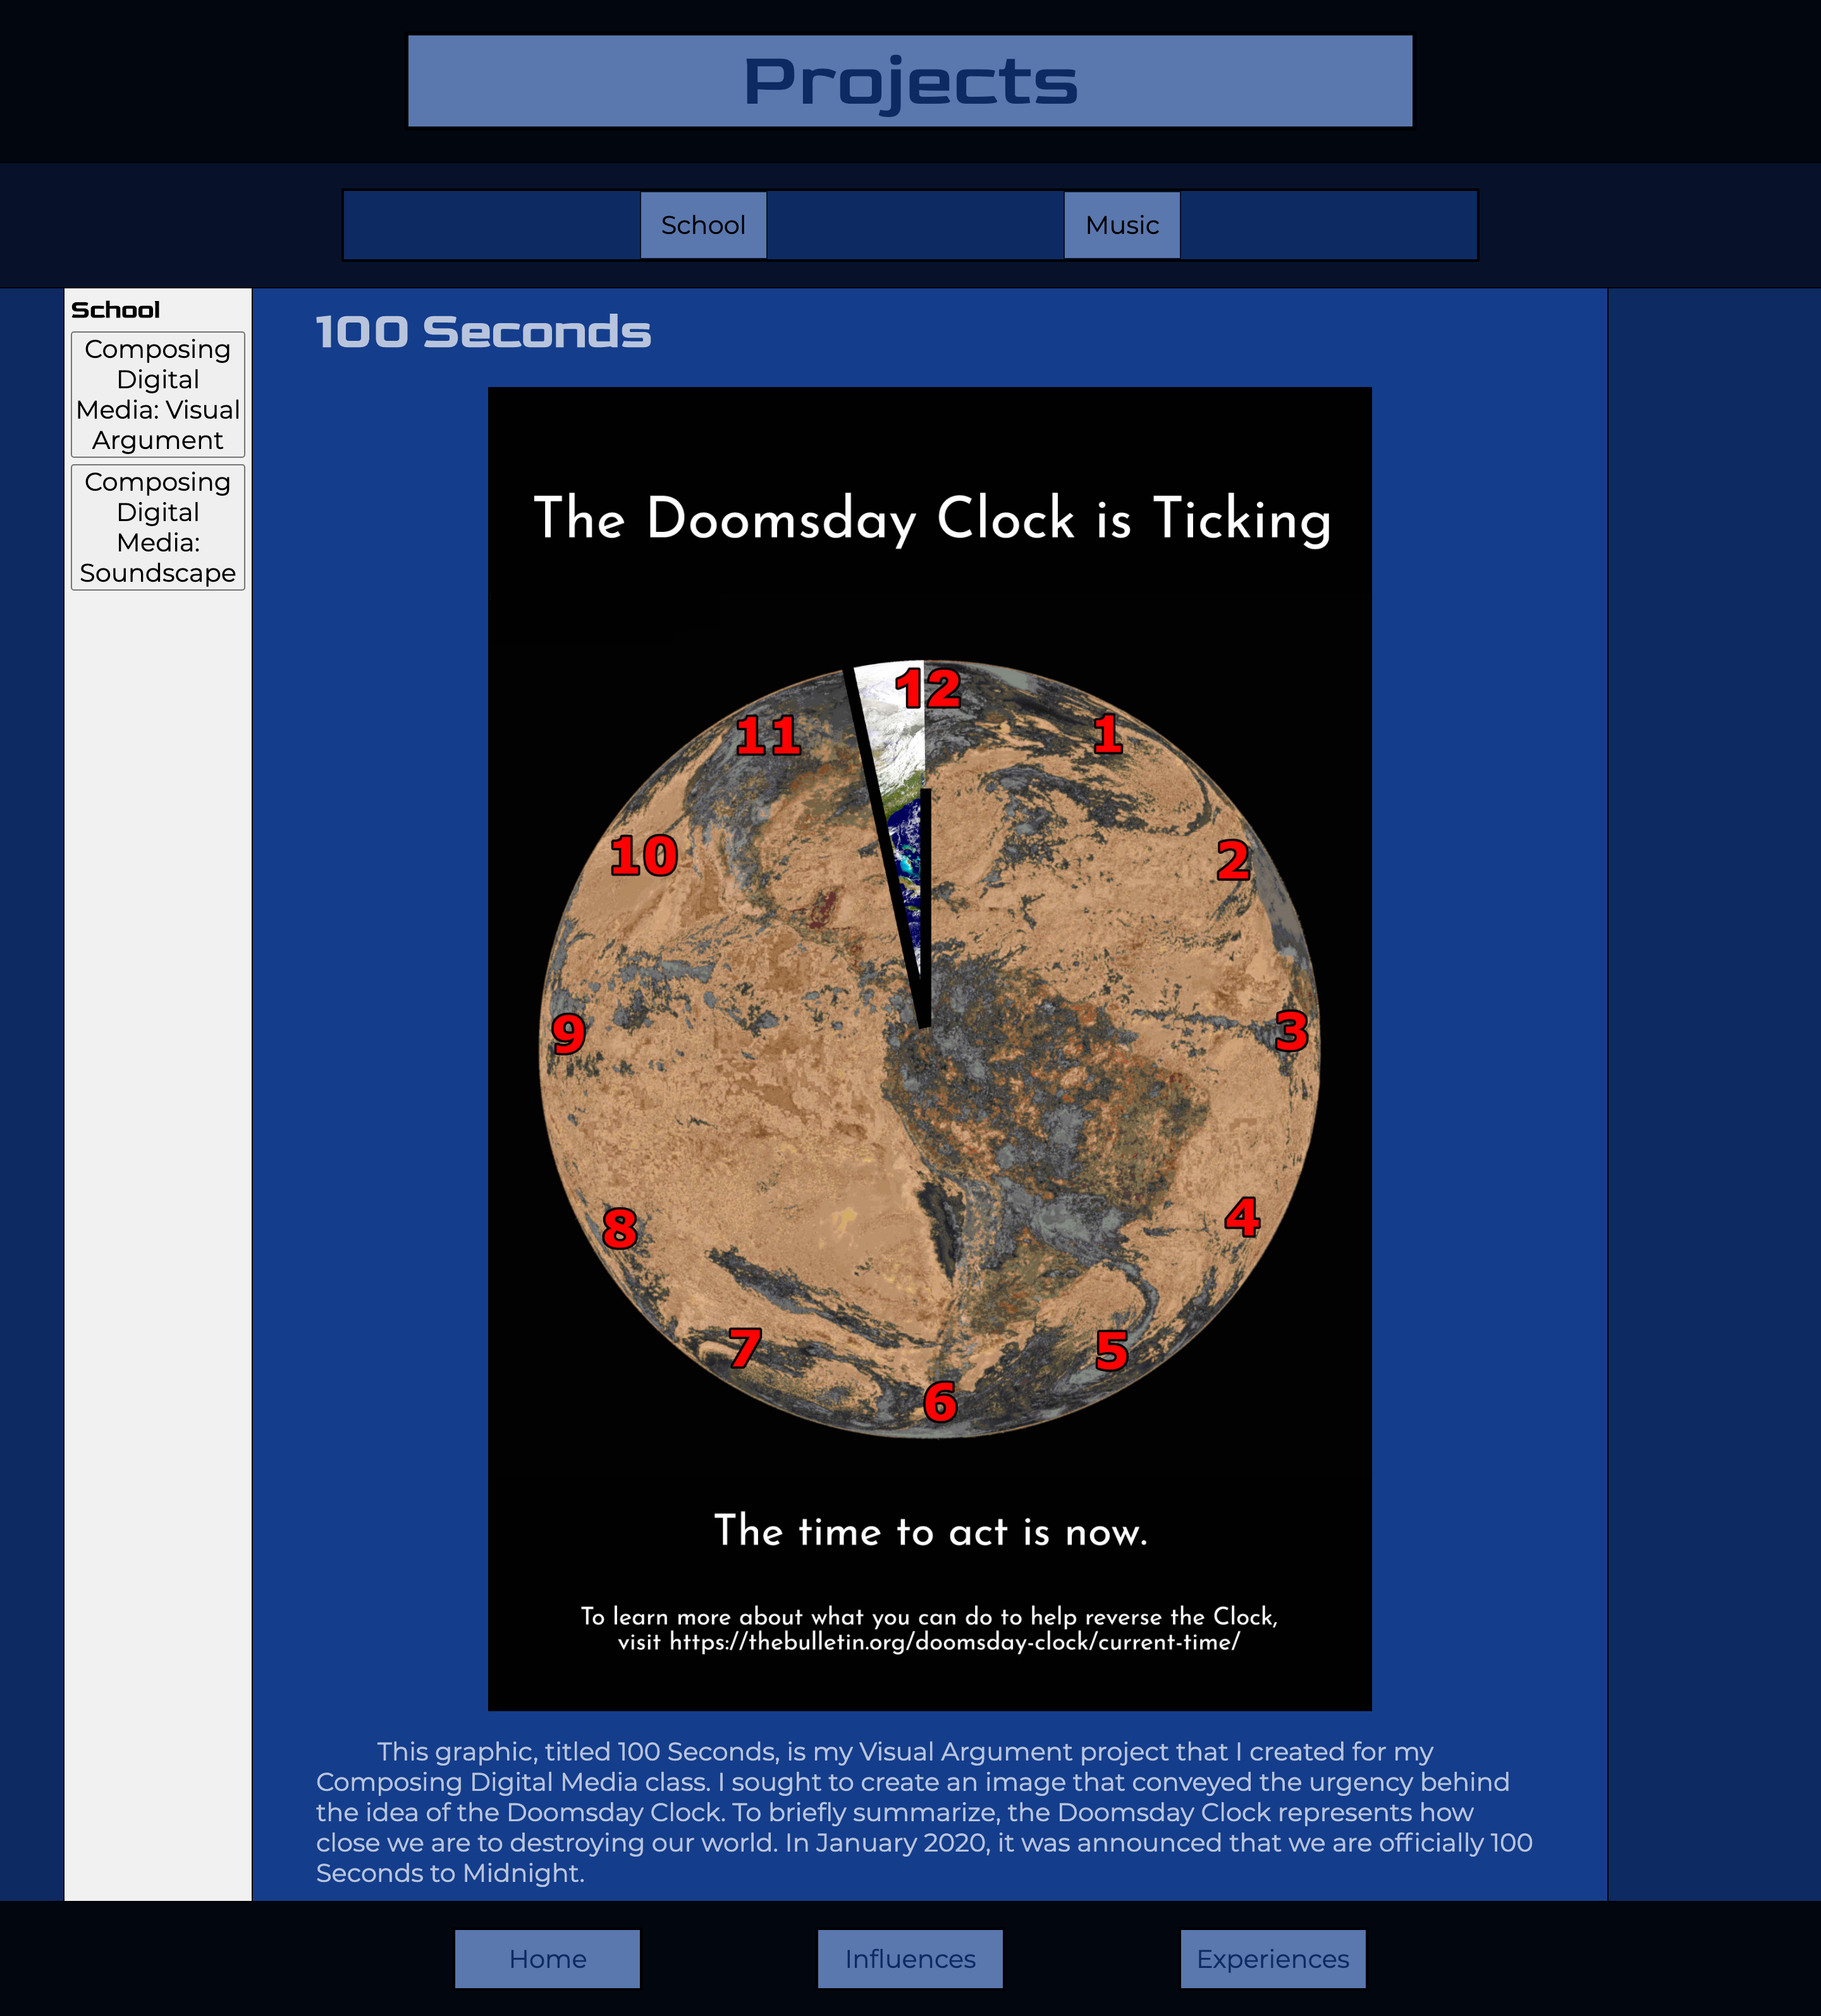 Projects
School
Music
School
Composing
Digital
Media: Visual
Argument
Composing
Digital
Media:
Soundscape
100 Seconds
The Doomsday Clock is Ticking
12
11
1
10
2
9
3
8
4
7
5
6
The time to act is now.
To learn more about what you can do to help reverse the Clock,
visit https://thebulletin.org/doomsday-clock/current-time/
This graphic, titled 100 Seconds, is my Visual Argument project that I created for my
Composing Digital Media class. I sought to create an image that conveyed the urgency behind
the idea of the Doomsday Clock. To briefly summarize, the Doomsday Clock represents how
close we are to destroying our world. In January 2020, it was announced that we are officially 100
Seconds to Midnight.
Home
Influences
Experiences